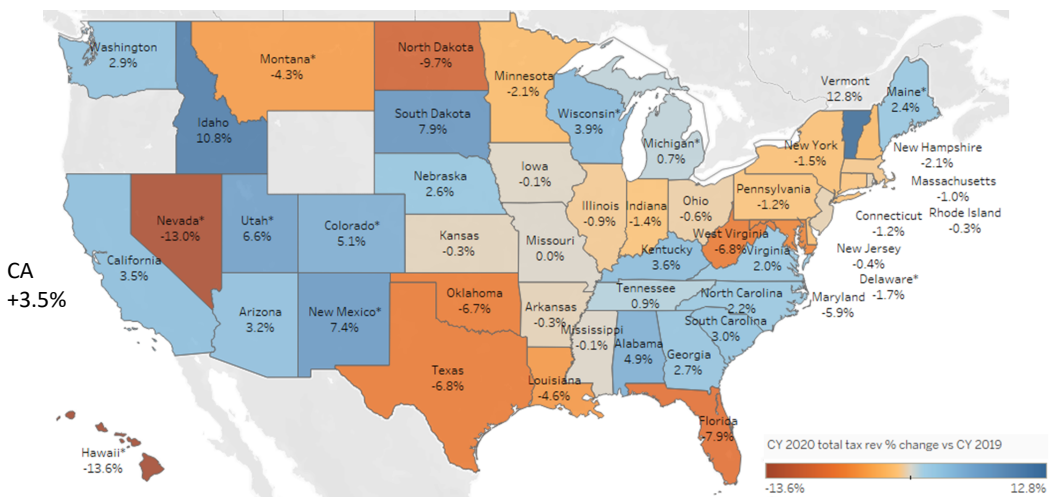 Washington
2.9%
Montana*
-4.3%
North Dakota
-9.7%
Minnesota
-2.1%
Idaho
10.8%
South Dakota
7.9%
Wisconsin*
3.9%
Michigan*
0.7%
Vermont
12.8%
Maine*
2.4%
New York
-1.5%
New Hampshire
-2.1%
Massachusetts
-1.0%
Connecticut
-1.2%
Rhode Island
-0.3%
Nebraska
2.6%
Iowa
-0.1%
Illinois
-0.9%
Indiana
-1.4%
Ohio
-0.6%
Pennsylvania
-1.2%
New Jersey
-0.4%
Delaware*
-1.7%
Maryland
-5.9%
CA
+3.5%
California
3.5%
Nevada*
-13.0%
Utah*
6.6%
Colorado*
5.1%
Kansas
-0.3%
Missouri
0.0%
Kentucky
3.6%
West Virginia
-6.8%
Virginia
2.0%
Arizona
3.2%
New Mexico*
7.4%
Oklahoma
-6.7%
Arkansas
-0.3%
Tennessee
0.9%
North Carolina
2.2%
South Carolina
3.0%
Texas
-6.8%
Louisiana
-4.6%
Mississippi
-0.1%
Alabama
4.9%
Georgia
2.7%
Florida
-7.9%
Hawaii*
-13.6%
CY 2020 total tax rev % change vs CY 2019
-13.6%
12.8%